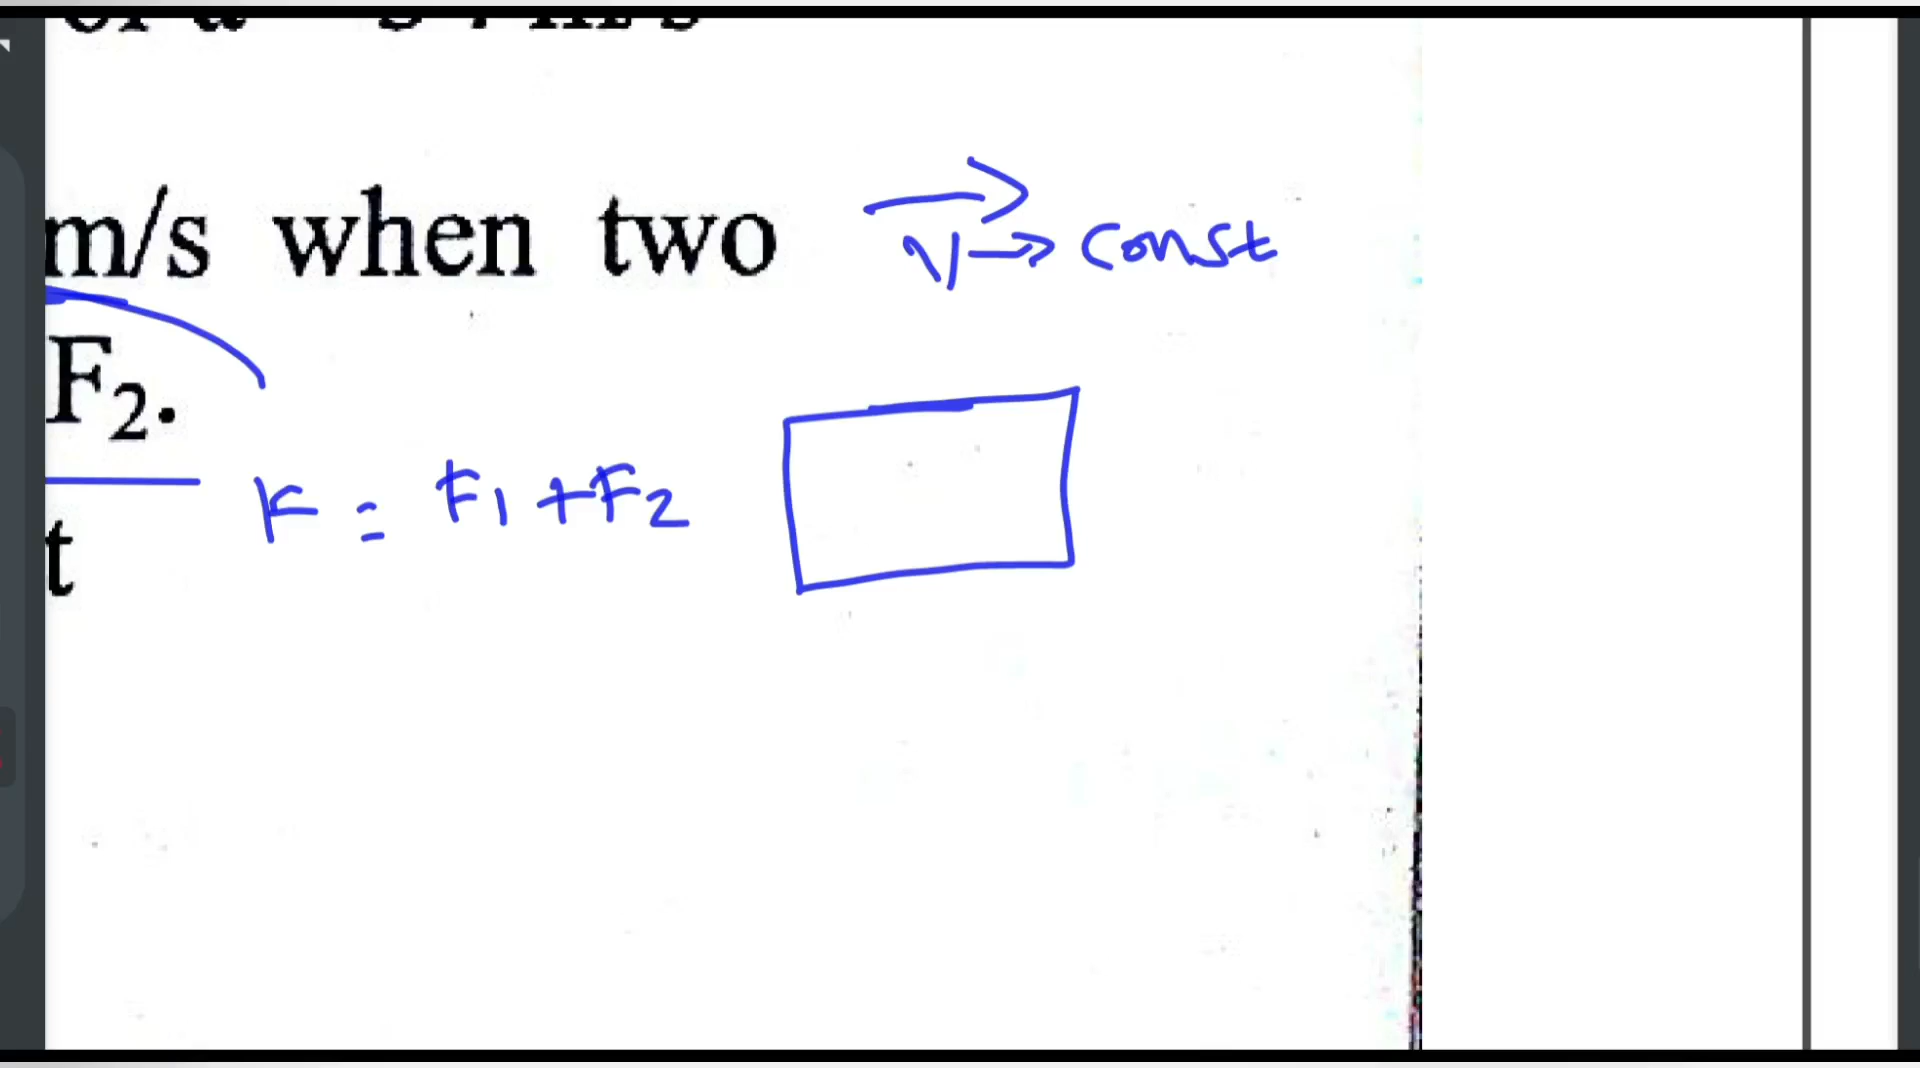 m/s when two
V → const
F₂.
F = F1 + F2
t